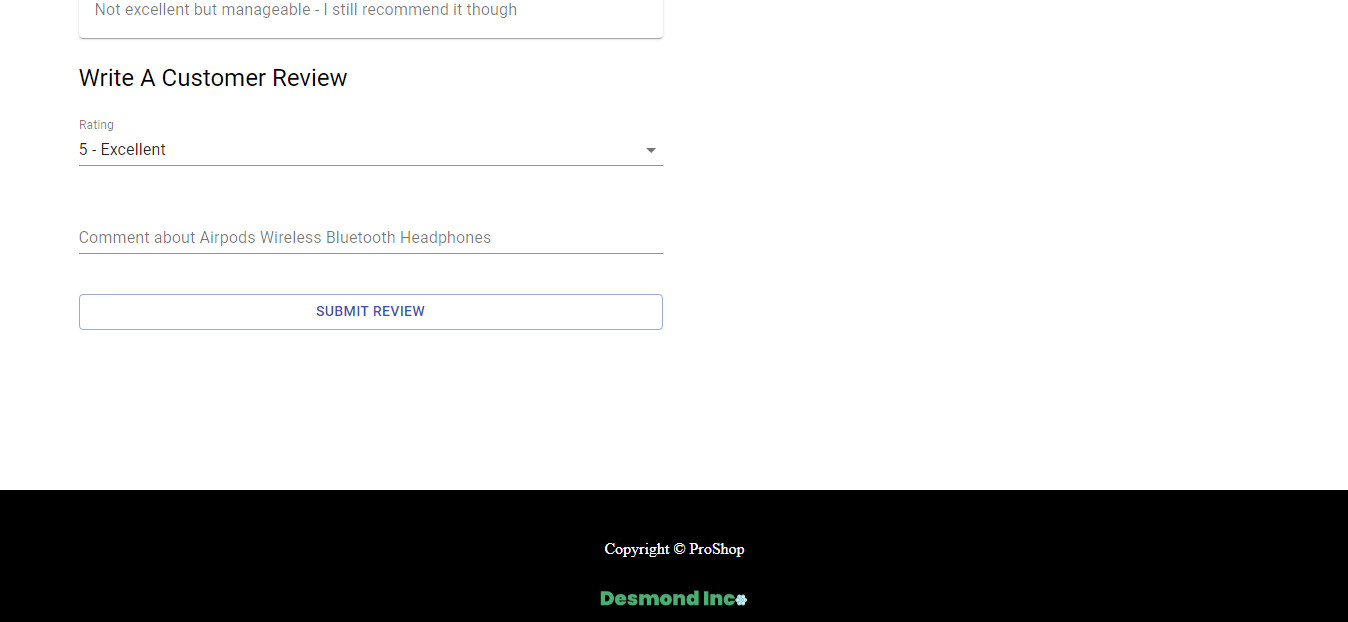 Not excellent but manageable - I still recommend it though
Write A Customer Review
Rating
5 - Excellent
Comment about Airpods Wireless Bluetooth Headphones
SUBMIT REVIEW
Copyright © ProShop
Desmond Inc